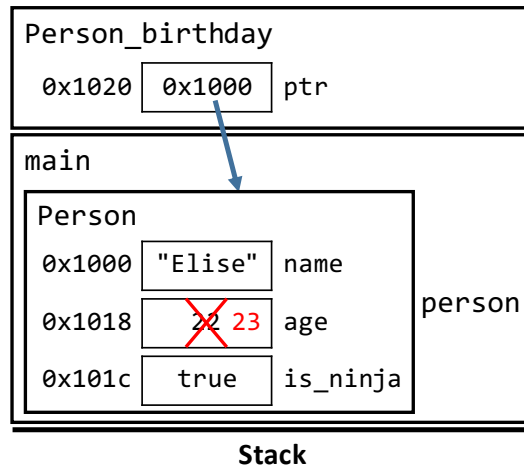 Person_birthday
0x1020 0x1000 ptr
main
Person
0x1000 "Elise" name
0x1018 22 23 age
person
0x101c true is_ninja
Stack